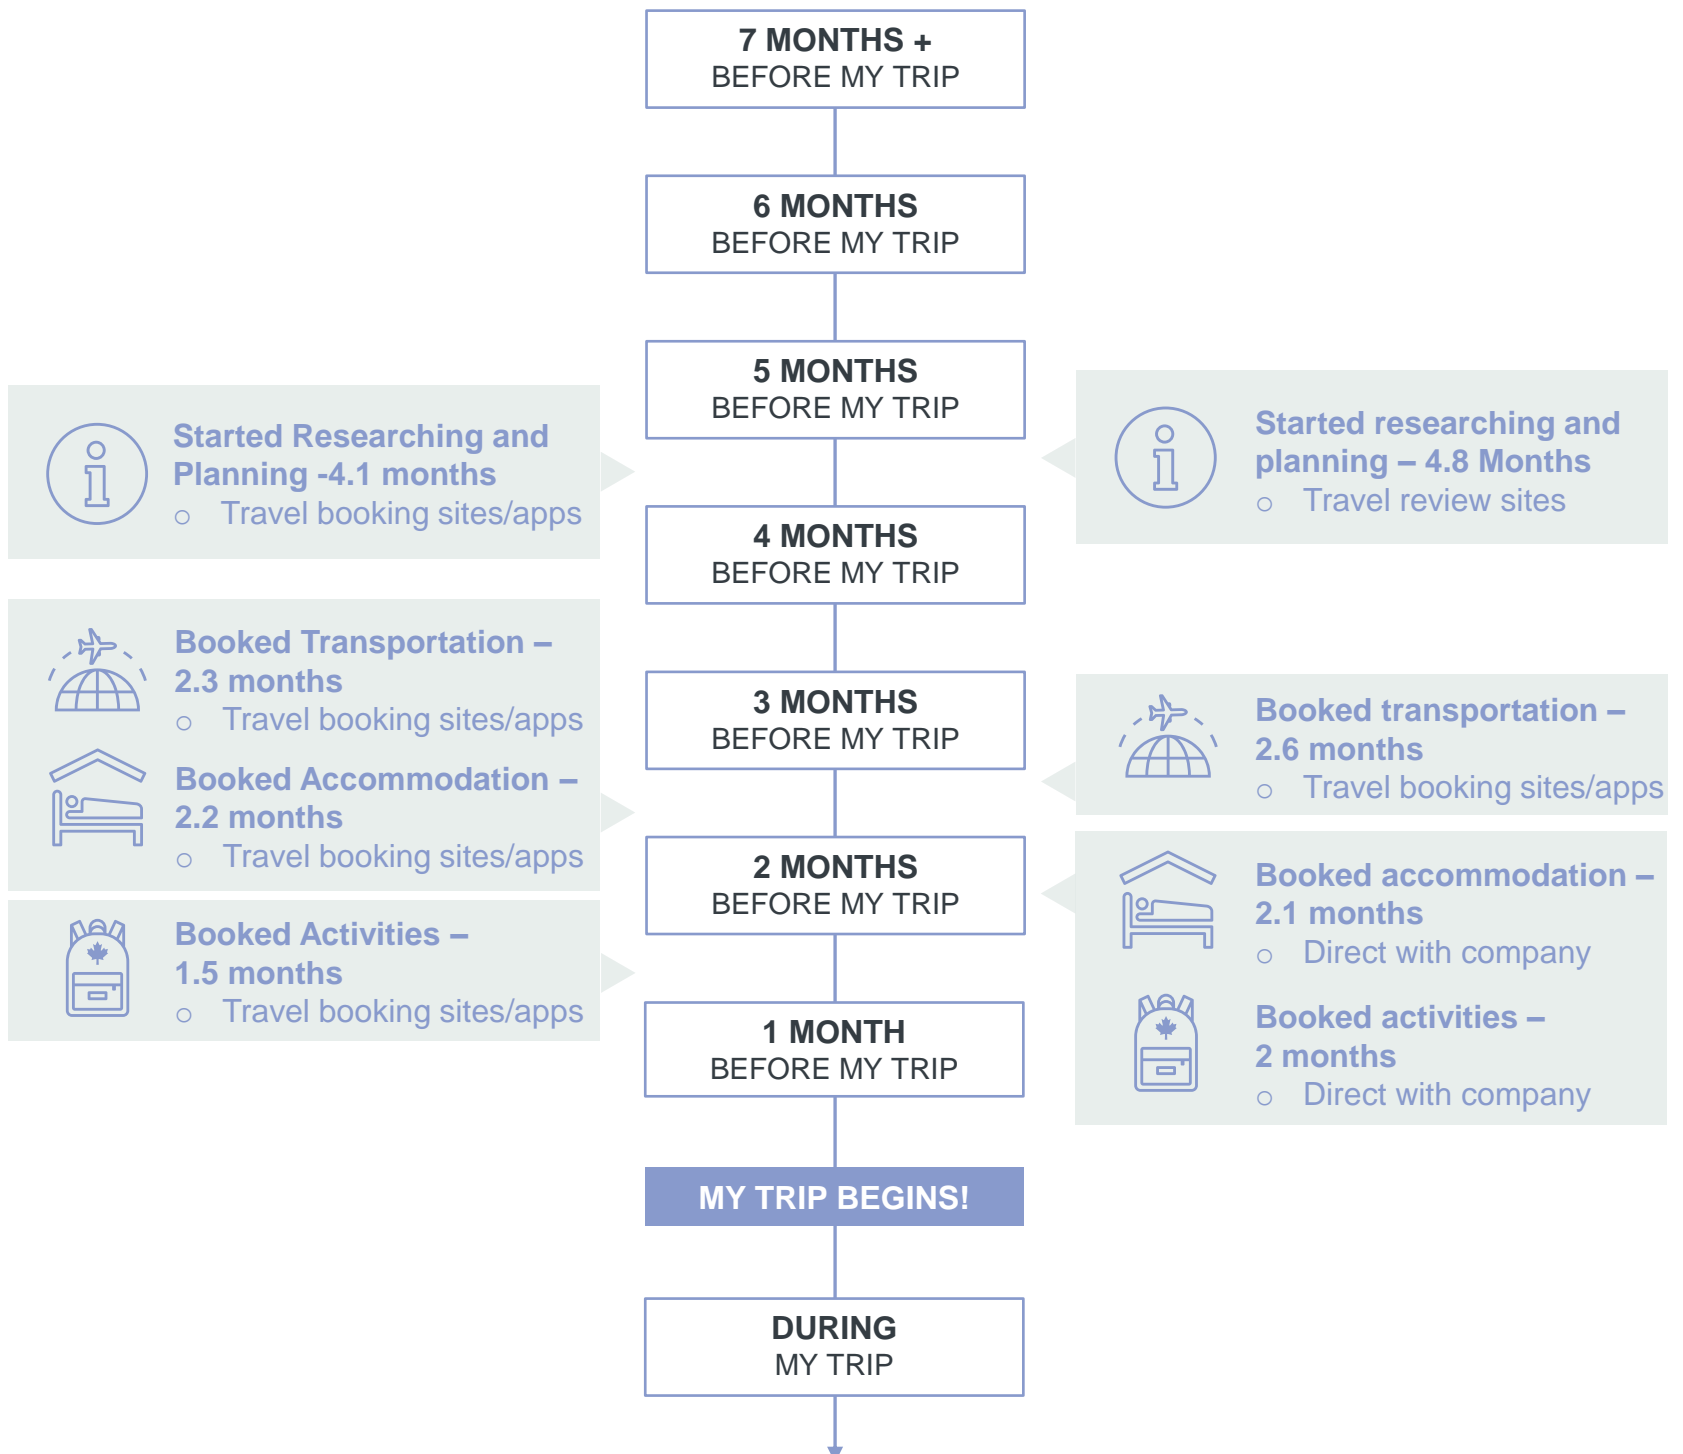 7 MONTHS +
BEFORE MY TRIP
6 MONTHS
BEFORE MY TRIP
5 MONTHS
BEFORE MY TRIP
Started Researching and
Planning -4.1 months
○ Travel booking sites/apps
Started researching and
planning – 4.8 Months
○ Travel review sites
4 MONTHS
BEFORE MY TRIP
Booked Transportation –
2.3 months
○ Travel booking sites/apps
Booked Accommodation –
2.2 months
○ Travel booking sites/apps
3 MONTHS
BEFORE MY TRIP
Booked transportation –
2.6 months
○ Travel booking sites/apps
2 MONTHS
BEFORE MY TRIP
Booked Activities –
1.5 months
○ Travel booking sites/apps
Booked accommodation –
2.1 months
○ Direct with company
Booked activities –
2 months
○ Direct with company
1 MONTH
BEFORE MY TRIP
MY TRIP BEGINS!
DURING
MY TRIP